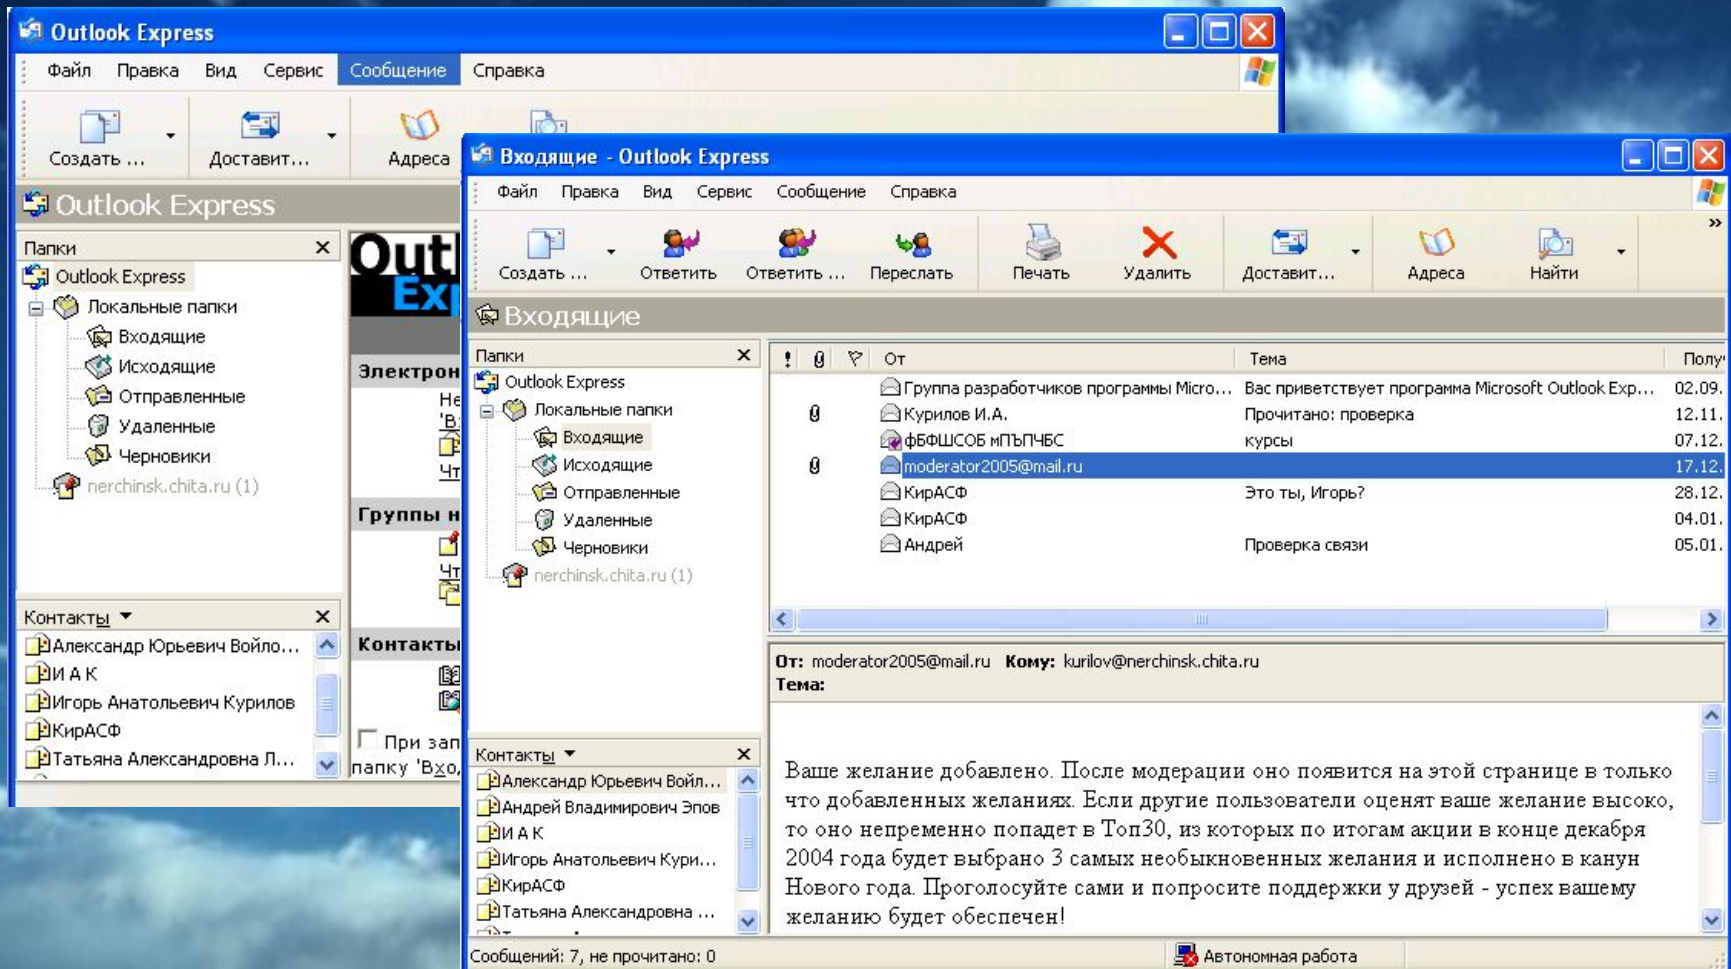 Outlook Express
Файл Правка Вид Сервис Сообщение Справка
Создать ... Доставит... Адреса
Outlook Express
Папки
Outlook Express
Локальные папки
Входящие
Исходящие
Отправленные
Удаленные
Черновики
nerchinsk.chita.ru (1)
Контакты
Александр Юрьевич Войло...
И А К
Игорь Анатольевич Курилов
КирАСФ
Татьяна Александровна Л...
Outl
Exp
Электрон
Не
'В
Чт
Группы н
Чт
Контакты
При зап
папку 'Вхо
Входящие - Outlook Express
Файл Правка Вид Сервис Сообщение Справка
Создать ... Ответить Ответить ... Переслать Печать Удалить Доставит... Адреса Найти
Входящие
Папки
Outlook Express
Локальные папки
Входящие
Исходящие
Отправленные
Удаленные
Черновики
nerchinsk.chita.ru (1)
Контакты
Александр Юрьевич Войл...
Андрей Владимирович Эпов
И А К
Игорь Анатольевич Кури...
КирАСФ
Татьяна Александровна ...
От Тема Полу
Группа разработчиков программы Micro... Вас приветствует программа Microsoft Outlook Exp... 02.09.
Курилов И.А. Прочитано: проверка 12.11.
фБФШСОБ мПЪПЧБС курсы 07.12.
moderator2005@mail.ru 17.12.
КирАСФ Это ты, Игорь? 28.12.
КирАСФ 04.01.
Андрей Проверка связи 05.01.
От: moderator2005@mail.ru Кому: kurilov@nerchinsk.chita.ru
Тема:
Ваше желание добавлено. После модерации оно появится на этой странице в только
что добавленных желаниях. Если другие пользователи оценят ваше желание высоко,
то оно непременно попадет в Топ30, из которых по итогам акции в конце декабря
2004 года будет выбрано 3 самых необыкновенных желания и исполнено в канун
Нового года. Проголосуйте сами и попросите поддержки у друзей - успех вашему
желанию будет обеспечен!
Сообщений: 7, не прочитано: 0 Автономная работа